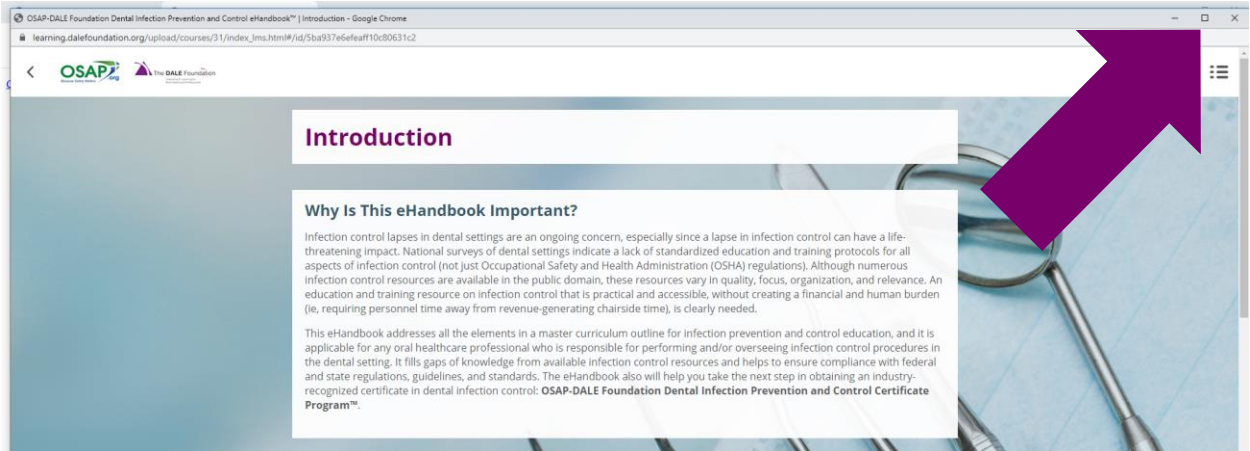 OSAP-DALE Foundation Dental Infection Prevention and Control eHandbook™ | Introduction - Google Chrome
learning.dalefoundation.org/upload/courses/31/index_lms.html#/id/5ba937e6efeaff10c80631c2
OSAP.org
The DALE Foundation
Introduction
Why Is This eHandbook Important?
Infection control lapses in dental settings are an ongoing concern, especially since a lapse in infection control can have a life-
threatening impact. National surveys of dental settings indicate a lack of standardized education and training protocols for all
aspects of infection control (not just Occupational Safety and Health Administration (OSHA) regulations). Although numerous
infection control resources are available in the public domain, these resources vary in quality, focus, organization, and relevance. An
education and training resource on infection control that is practical and accessible, without creating a financial and human burden
(ie, requiring personnel time away from revenue-generating chairside time), is clearly needed.
This eHandbook addresses all the elements in a master curriculum outline for infection prevention and control education, and it is
applicable for any oral healthcare professional who is responsible for performing and/or overseeing infection control procedures in
the dental setting. It fills gaps of knowledge from available infection control resources and helps to ensure compliance with federal
and state regulations, guidelines, and standards. The eHandbook also will help you take the next step in obtaining an industry-
recognized certificate in dental infection control: OSAP-DALE Foundation Dental Infection Prevention and Control Certificate
Program™.